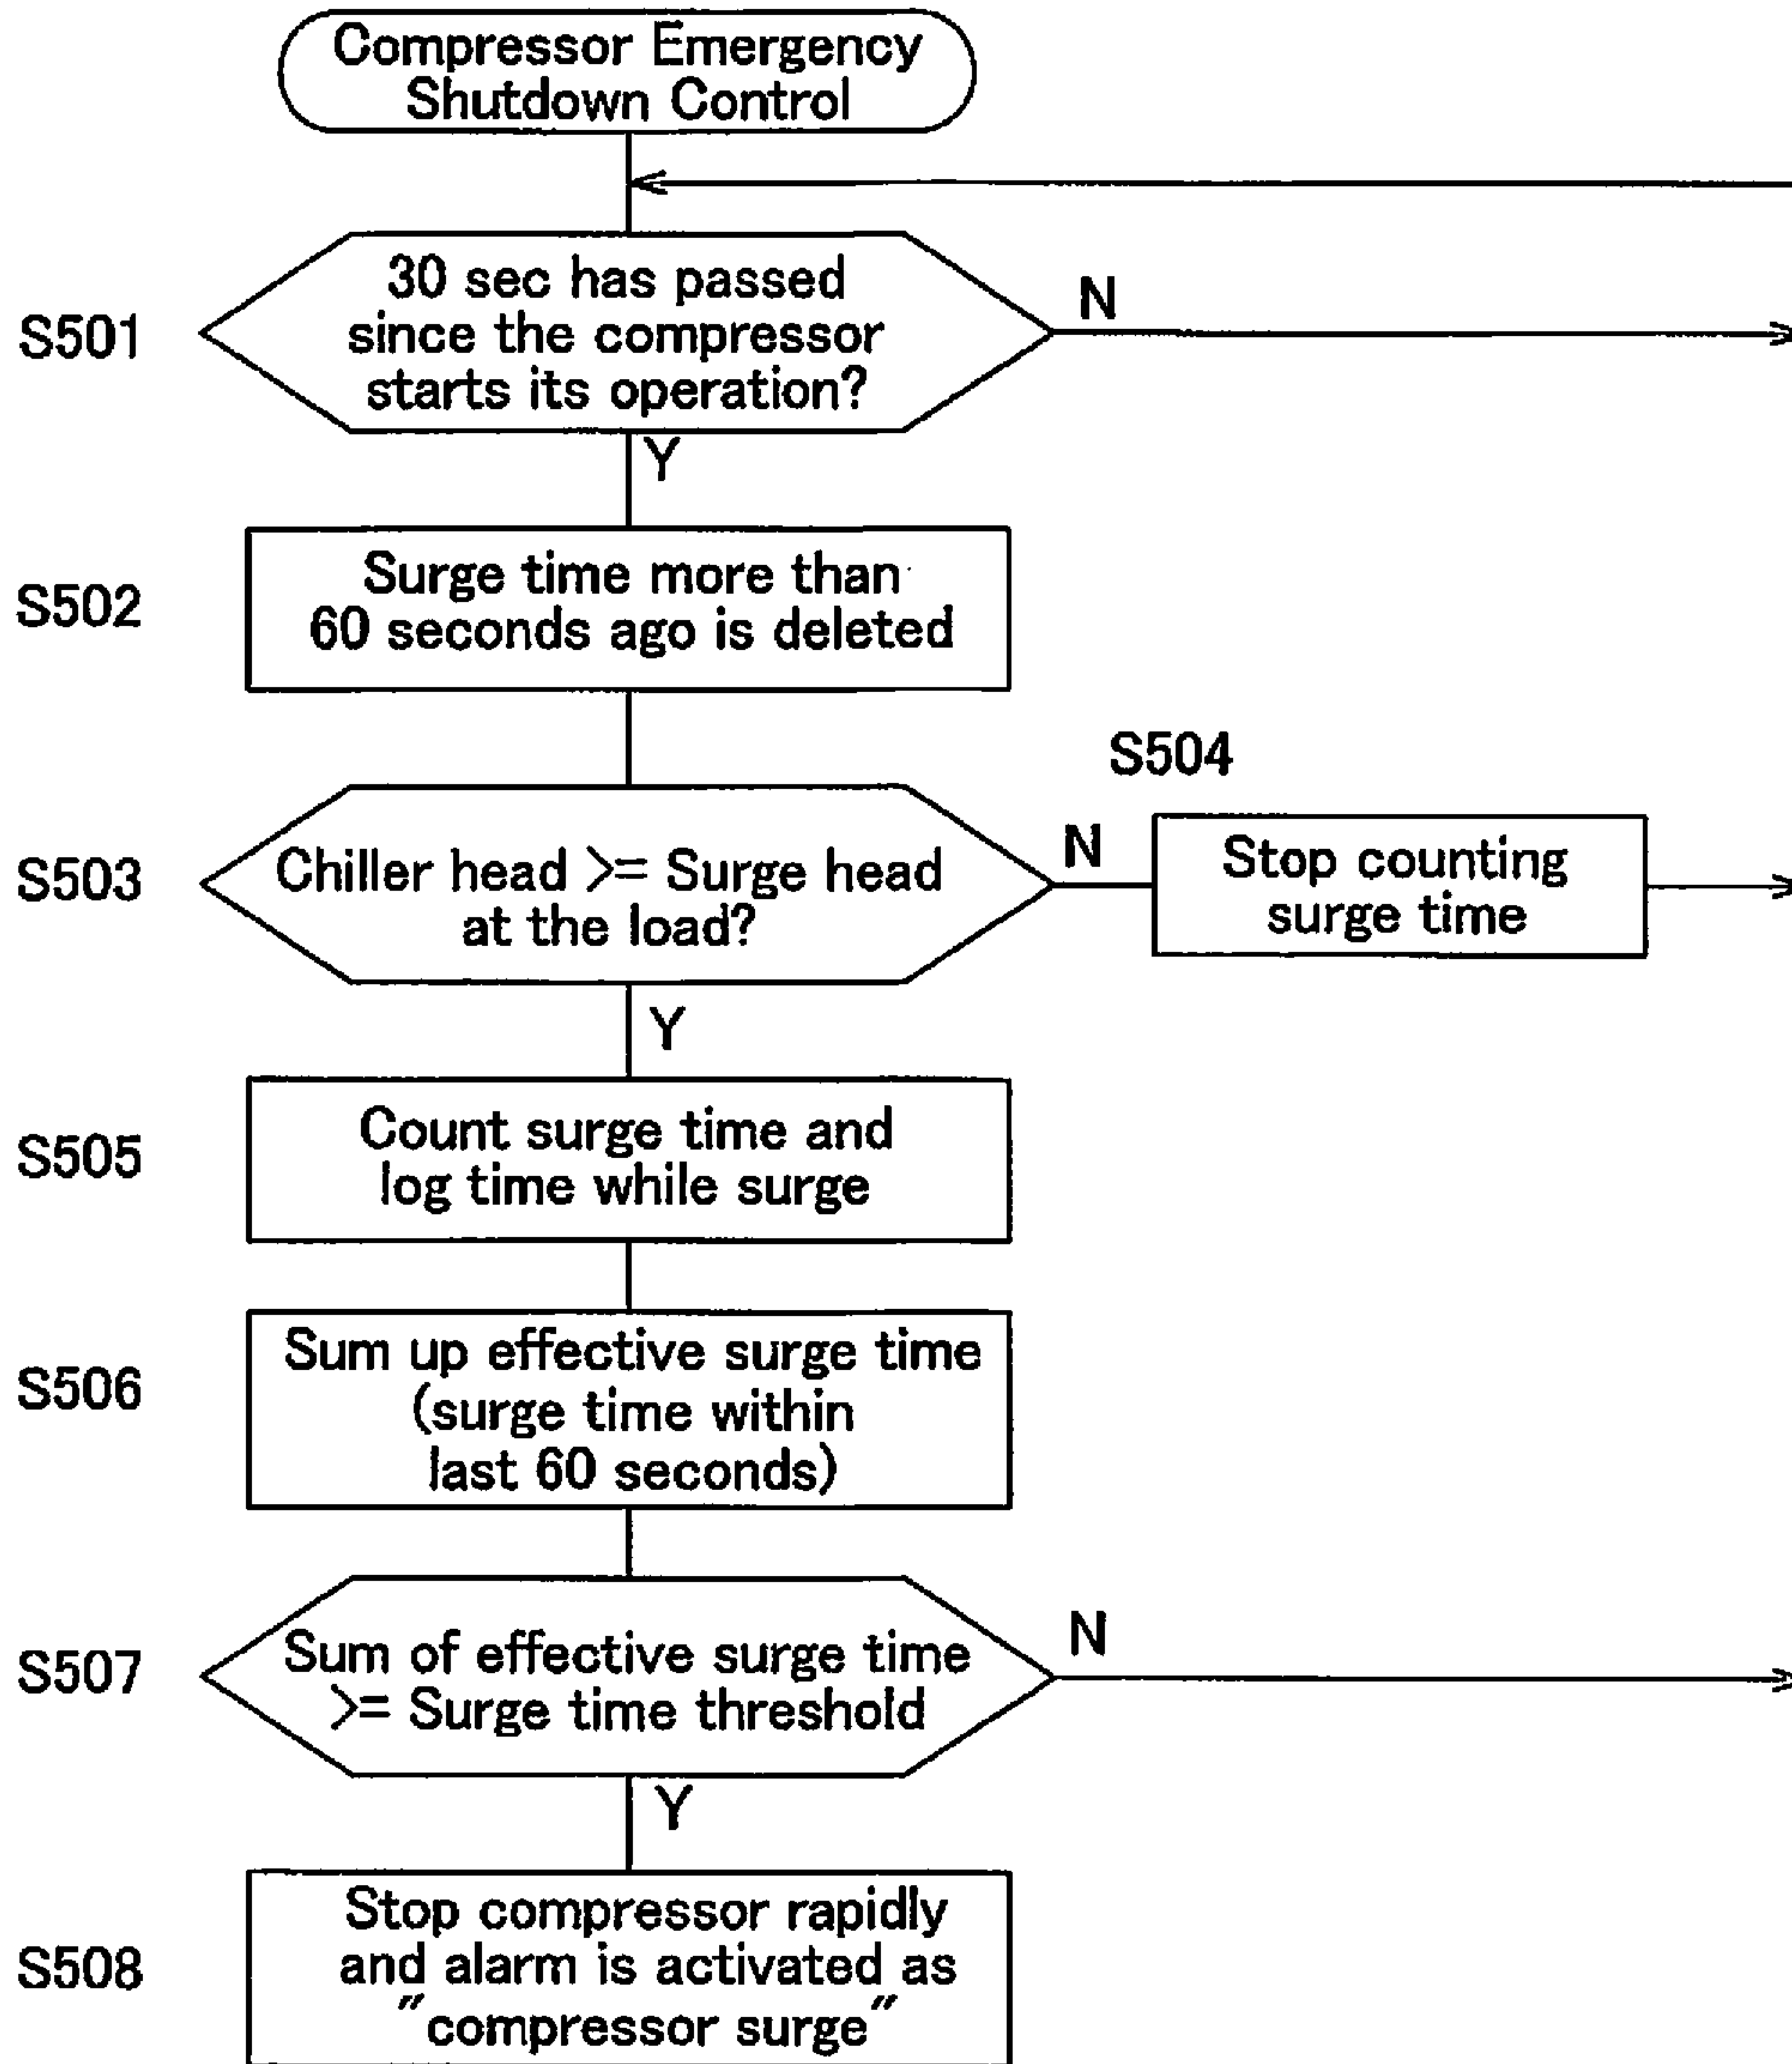 Compressor Emergency
Shutdown Control
S501
30 sec has passed
since the compressor
starts its operation?
N
Y
S502
Surge time more than
60 seconds ago is deleted
S503
Chiller head >= Surge head
at the load?
N
S504
Stop counting
surge time
Y
S505
Count surge time and
log time while surge
S506
Sum up effective surge time
(surge time within
last 60 seconds)
S507
Sum of effective surge time
>= Surge time threshold
N
Y
S508
Stop compressor rapidly
and alarm is activated as
"compressor surge"